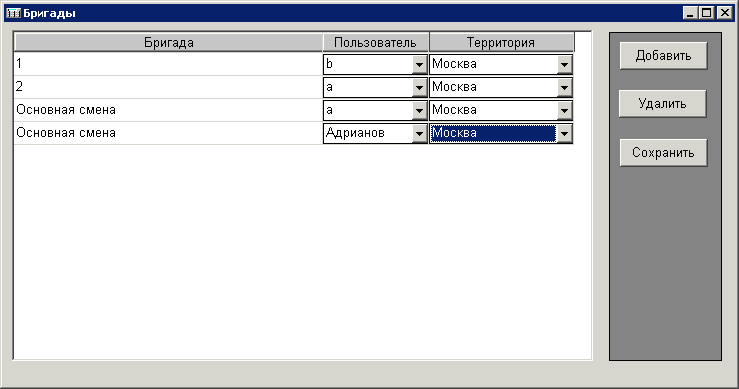 Бригады
Бригада Пользователь Территория
1 b Москва
2 a Москва
Основная смена a Москва
Основная смена Адрианов Москва
Добавить
Удалить
Сохранить